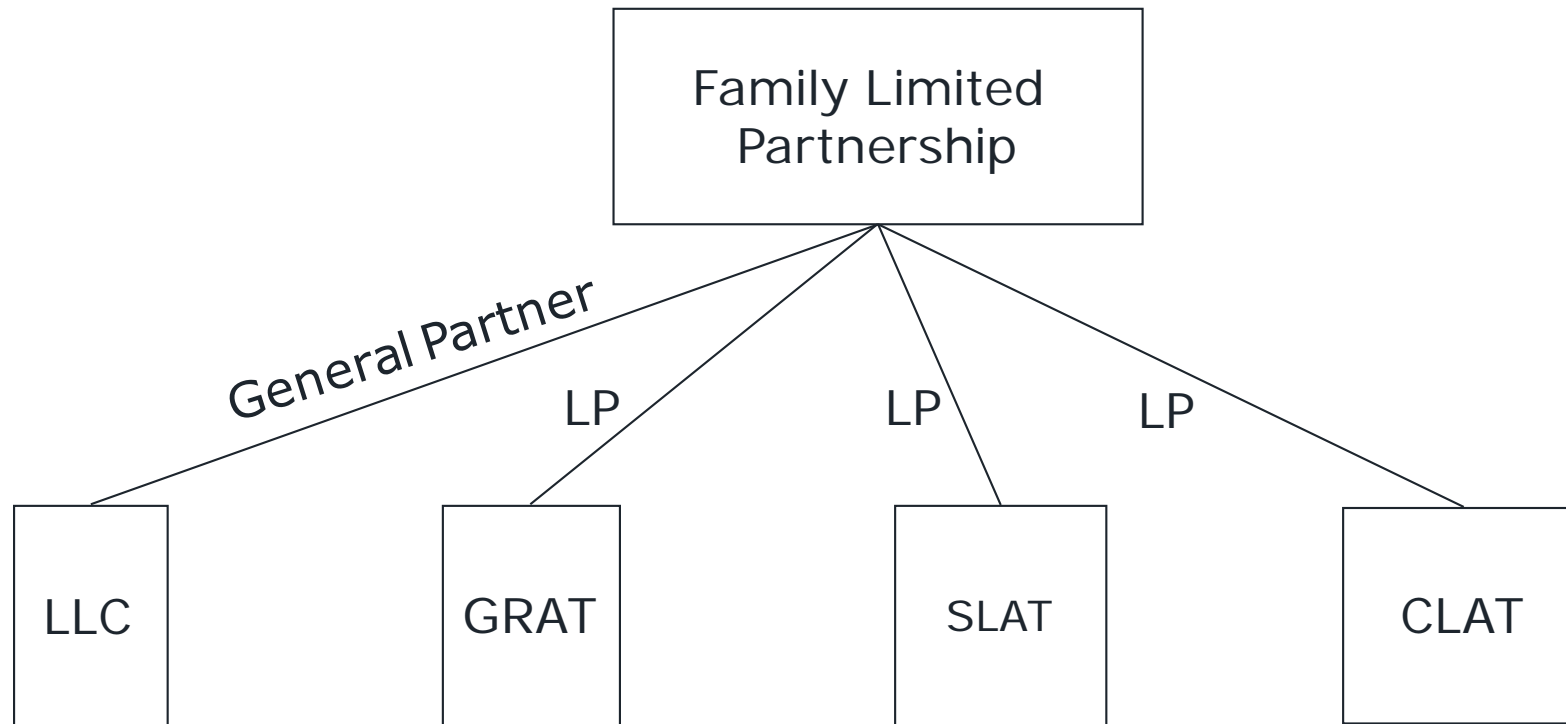 Family Limited
Partnership
General Partner
LP
LP
LP
LLC
GRAT
SLAT
CLAT